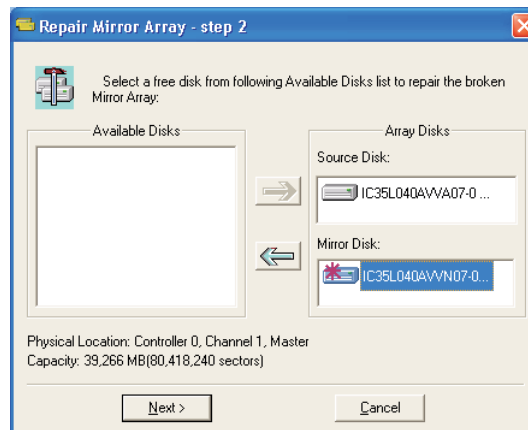 Repair Mirror Array - step 2
Select a free disk from following Available Disks list to repair the broken
Mirror Array:
Available Disks
Array Disks
Source Disk:
IC35L040AVVA07-0 ...
Mirror Disk:
IC35L040AVVN07-0...
Physical Location: Controller 0, Channel 1, Master
Capacity: 39,266 MB(80,418,240 sectors)
Next >
Cancel